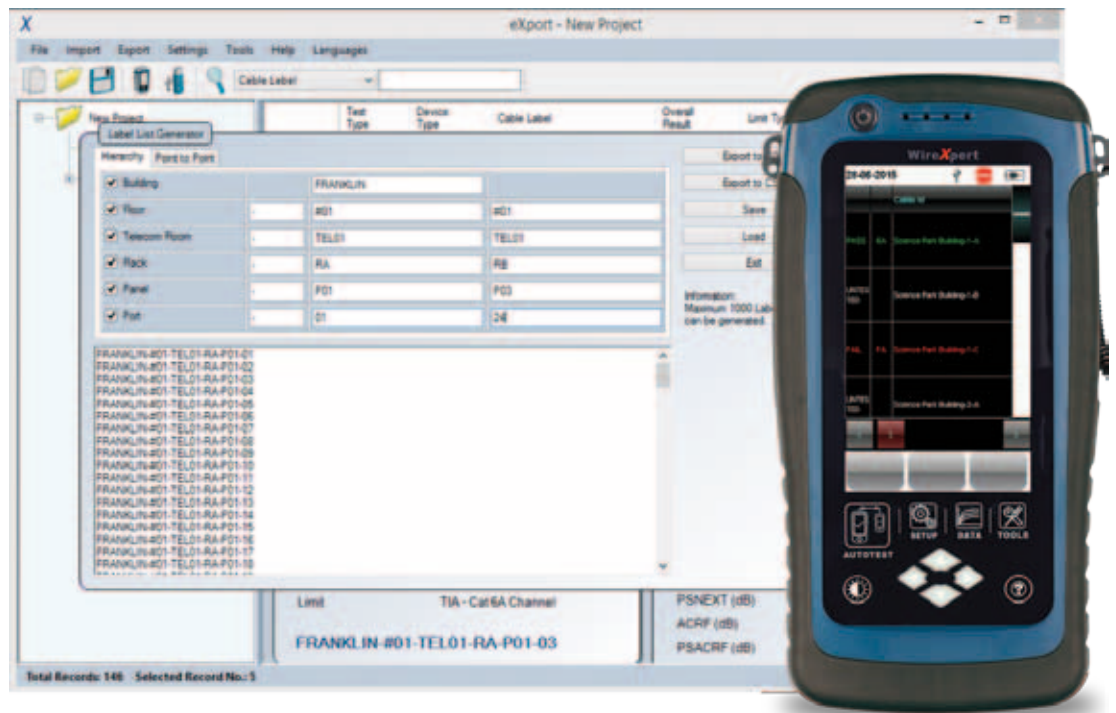 X eXport - New Project
File Import Export Settings Tools Help Languages
Cable Label
New Project
Test Type Device Type Cable Label Overall Result Limit Ty
Label List Generator
Hierarchy Point to Point
Building FRANKLIN
Floor - #01 #01
Telecom Room - TEL01 TEL01
Rack - RA RB
Panel - P01 P03
Port - 01 24
Export to
Export to C
Save
Load
Exit
Information:
Maximum 1000 Lab
can be generated.
FRANKLIN-#01-TEL01-RA-P01-01
FRANKLIN-#01-TEL01-RA-P01-02
FRANKLIN-#01-TEL01-RA-P01-03
FRANKLIN-#01-TEL01-RA-P01-04
FRANKLIN-#01-TEL01-RA-P01-05
FRANKLIN-#01-TEL01-RA-P01-06
FRANKLIN-#01-TEL01-RA-P01-07
FRANKLIN-#01-TEL01-RA-P01-08
FRANKLIN-#01-TEL01-RA-P01-09
FRANKLIN-#01-TEL01-RA-P01-10
FRANKLIN-#01-TEL01-RA-P01-11
FRANKLIN-#01-TEL01-RA-P01-12
FRANKLIN-#01-TEL01-RA-P01-13
FRANKLIN-#01-TEL01-RA-P01-14
FRANKLIN-#01-TEL01-RA-P01-15
FRANKLIN-#01-TEL01-RA-P01-16
FRANKLIN-#01-TEL01-RA-P01-17
FRANKLIN-#01-TEL01-RA-P01-18
Limit TIA - Cat 6A Channel
FRANKLIN-#01-TEL01-RA-P01-03
PSNEXT (dB)
ACRF (dB)
PSACRF (dB)
Total Records: 146 Selected Record No.: 5
WireXpert
28-06-2015
Cable Id
PASS 6A Science Park Building-1-A
UNTESTED Science Park Building-1-B
FAIL FA Science Park Building-1-C
UNTESTED Science Park Building-2-A
AUTOTEST SETUP DATA TOOLS